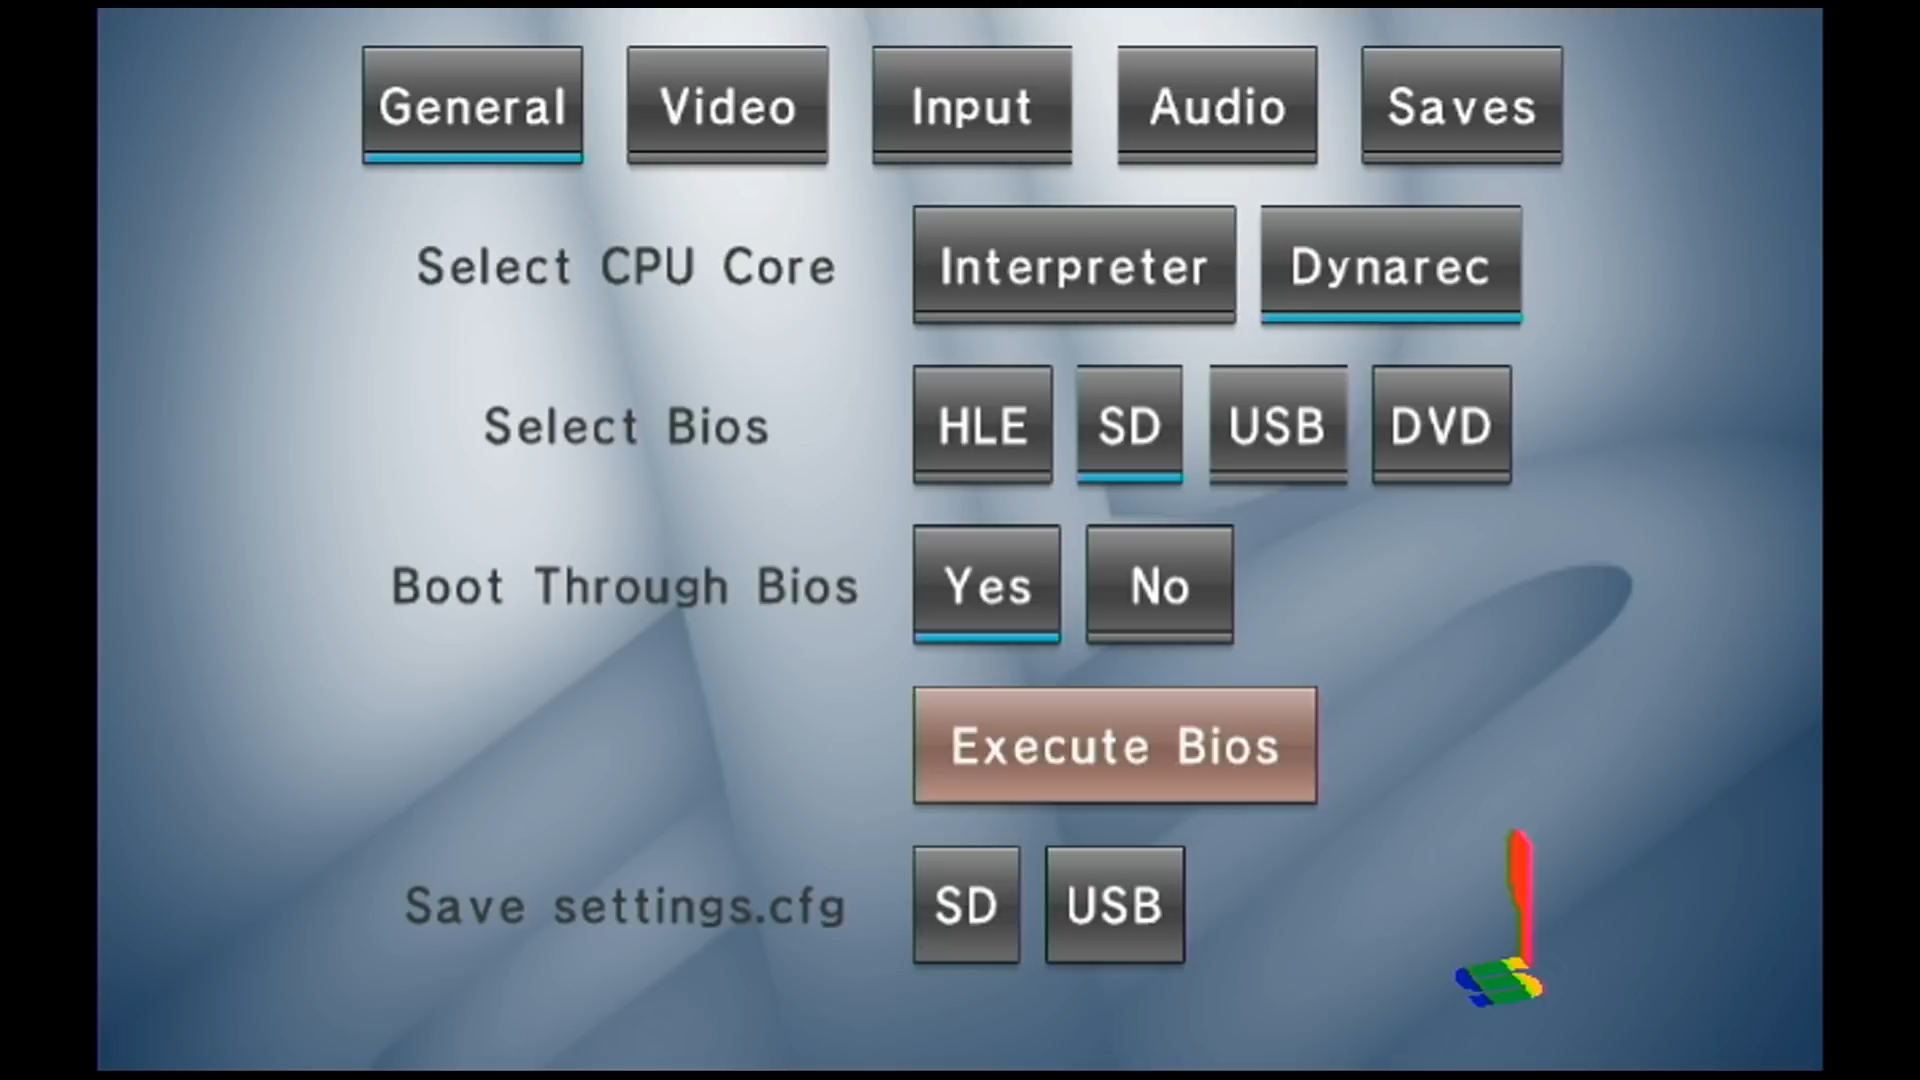 General Video Input Audio Saves
Select CPU Core Interpreter Dynarec
Select Bios HLE SD USB DVD
Boot Through Bios Yes No
Execute Bios
Save settings.cfg SD USB